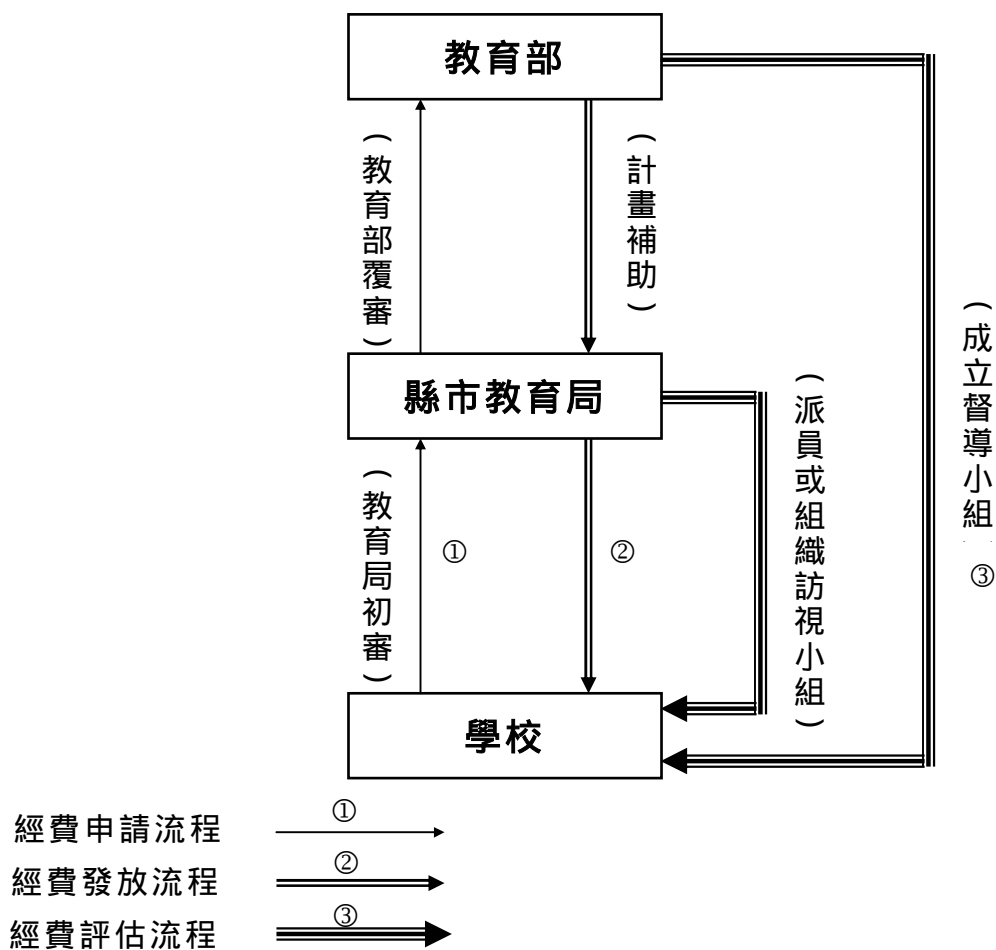 教育部
（教育部覆審）
（計畫補助）
（成立督導小組
③
縣市教育局
（派員或組織訪視小組）
（教育局初審）
①
②
學校
經費申請流程 ①
經費發放流程 ②
經費評估流程 ③